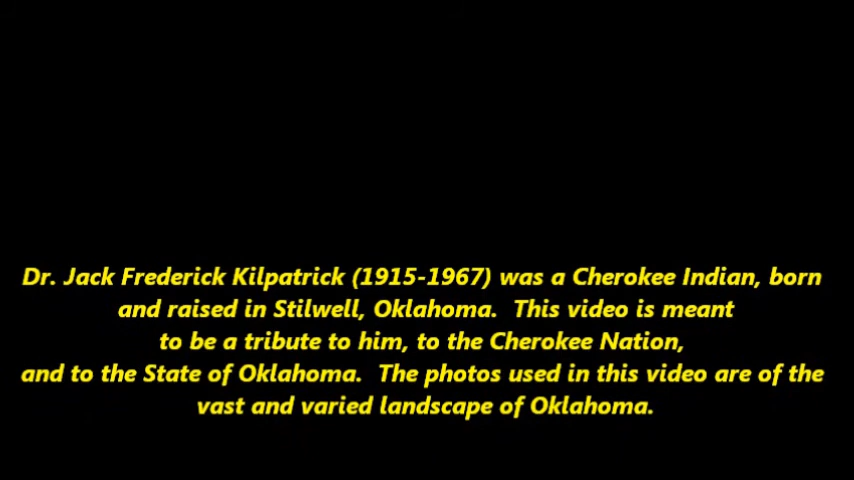 Dr. Jack Frederick Kilpatrick (1915-1967) was a Cherokee Indian, born
and raised in Stilwell, Oklahoma.  This video is meant
to be a tribute to him, to the Cherokee Nation,
and to the State of Oklahoma.  The photos used in this video are of the
vast and varied landscape of Oklahoma.